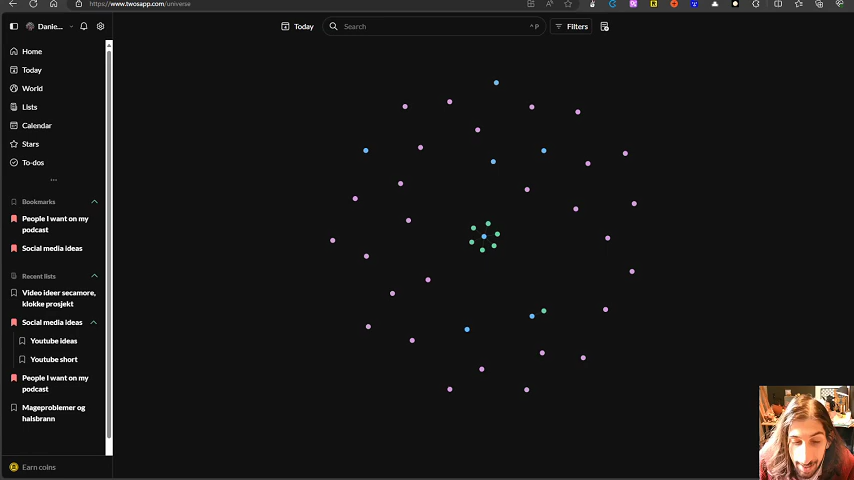 https://www.twosapp.com/universe
Danie...
Today
Search
^ P
Filters
Home
Today
World
Lists
Calendar
Stars
To-dos
...
Bookmarks
People I want on my
podcast
Social media ideas
Recent lists
Video ideer secamore,
klokke prosjekt
Social media ideas
Youtube ideas
Youtube short
People I want on my
podcast
Mageproblemer og
halsbrann
Earn coins